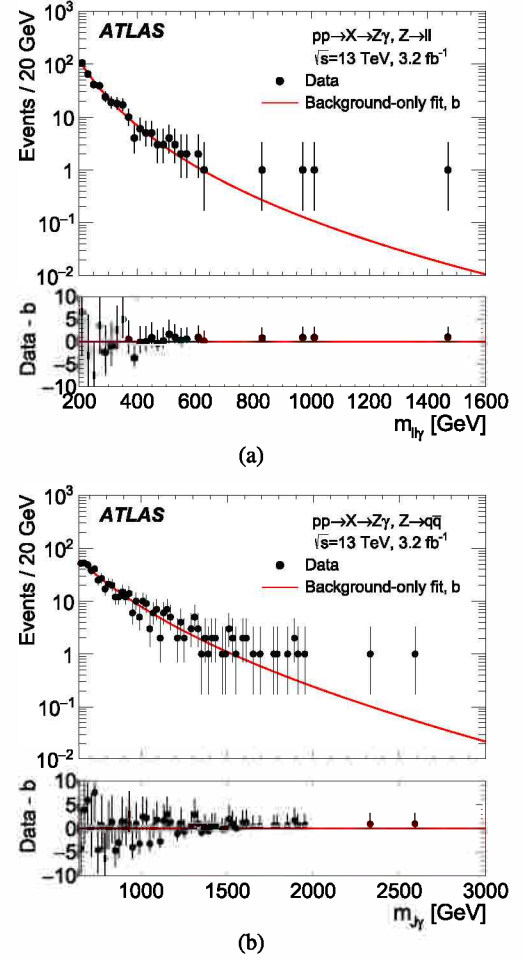 ATLAS
pp→X→Zγ, Z→ll
√s=13 TeV, 3.2 fb⁻¹
Data
Background-only fit, b
Events / 20 GeV
10³
10²
10
1
10⁻¹
10⁻²
Data - b
10
5
0
−5
−10
200 400 600 800 1000 1200 1400 1600
m_llγ [GeV]
(a)
ATLAS
pp→X→Zγ, Z→qq̅
√s=13 TeV, 3.2 fb⁻¹
Data
Background-only fit, b
Events / 20 GeV
10³
10²
10
1
10⁻¹
10⁻²
Data - b
10
5
0
−5
−10
1000 1500 2000 2500 3000
m_Jγ [GeV]
(b)